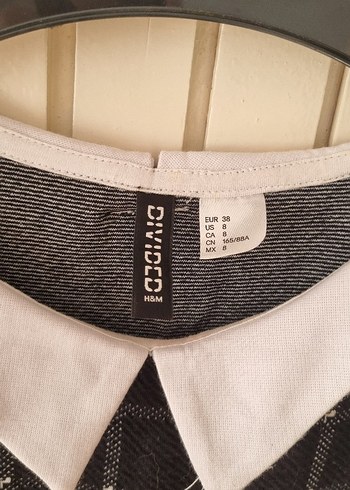 DIVIDED
H&M
EUR 38
US 8
CA 8
CN 165/88A
MX 8